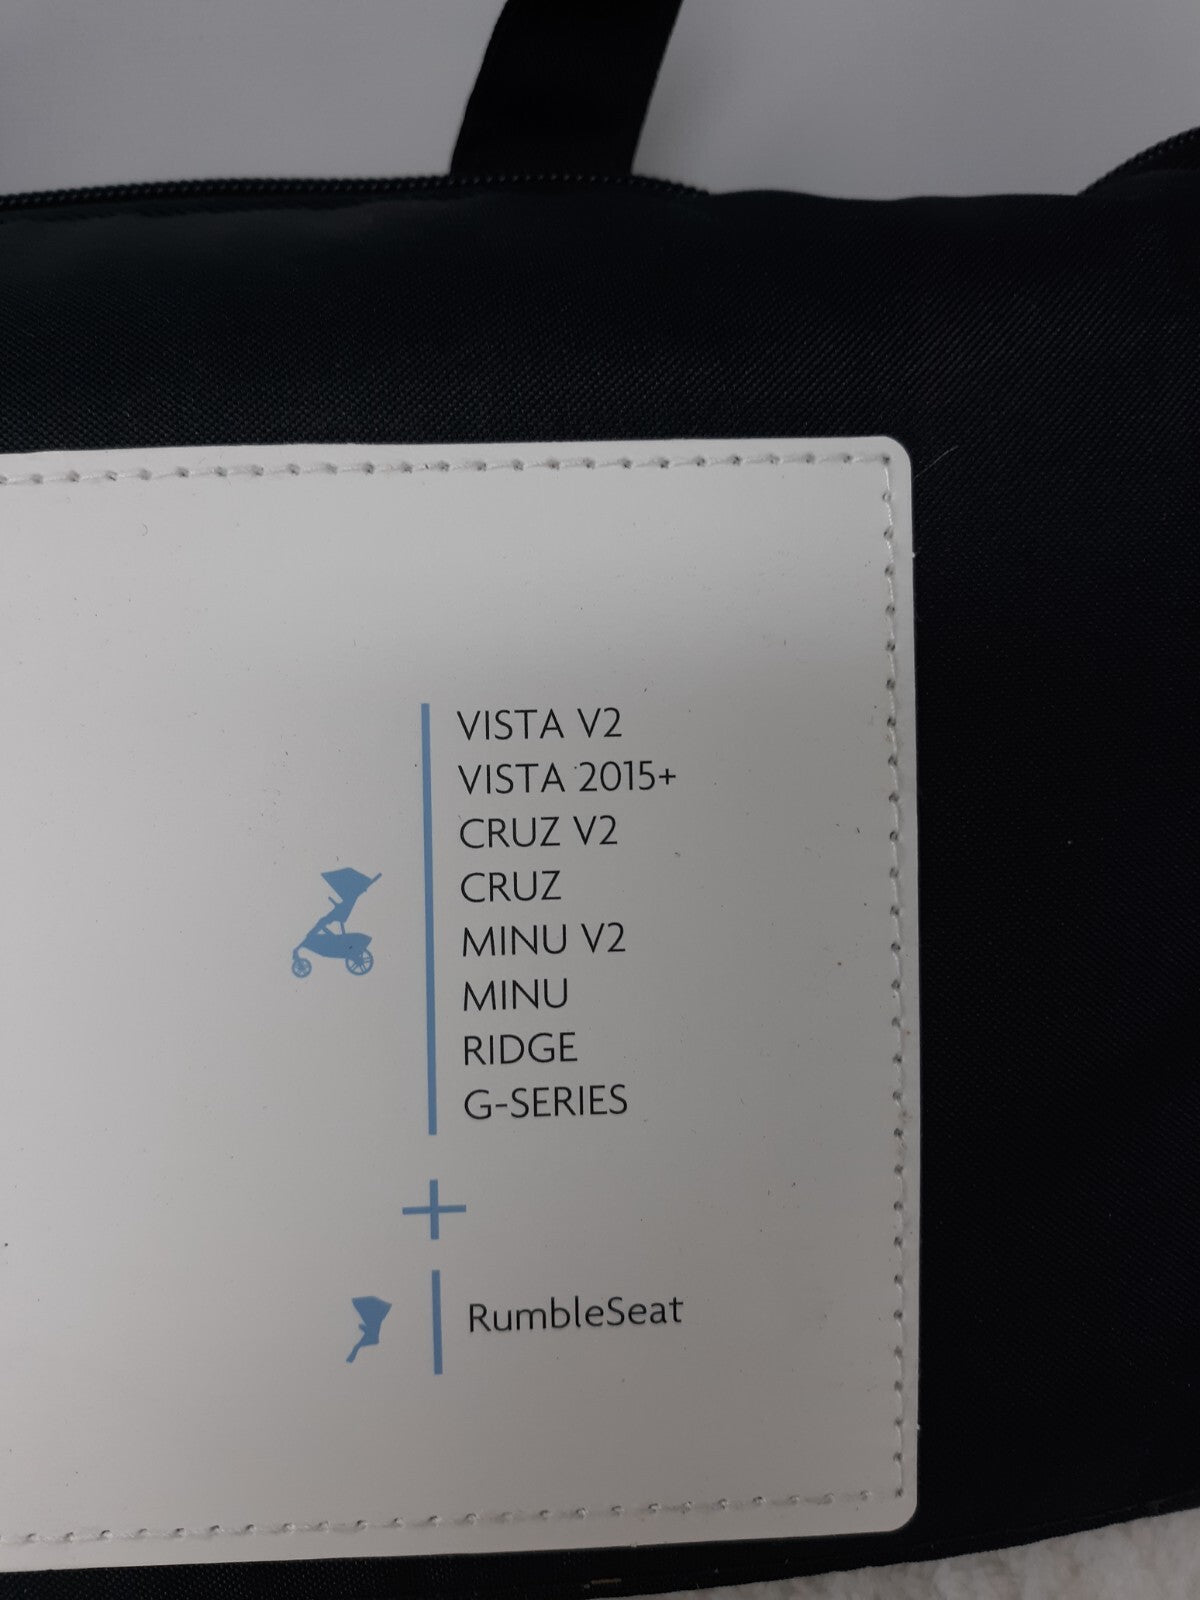 VISTA V2
VISTA 2015+
CRUZ V2
CRUZ
MINU V2
MINU
RIDGE
G-SERIES
+
RumbleSeat